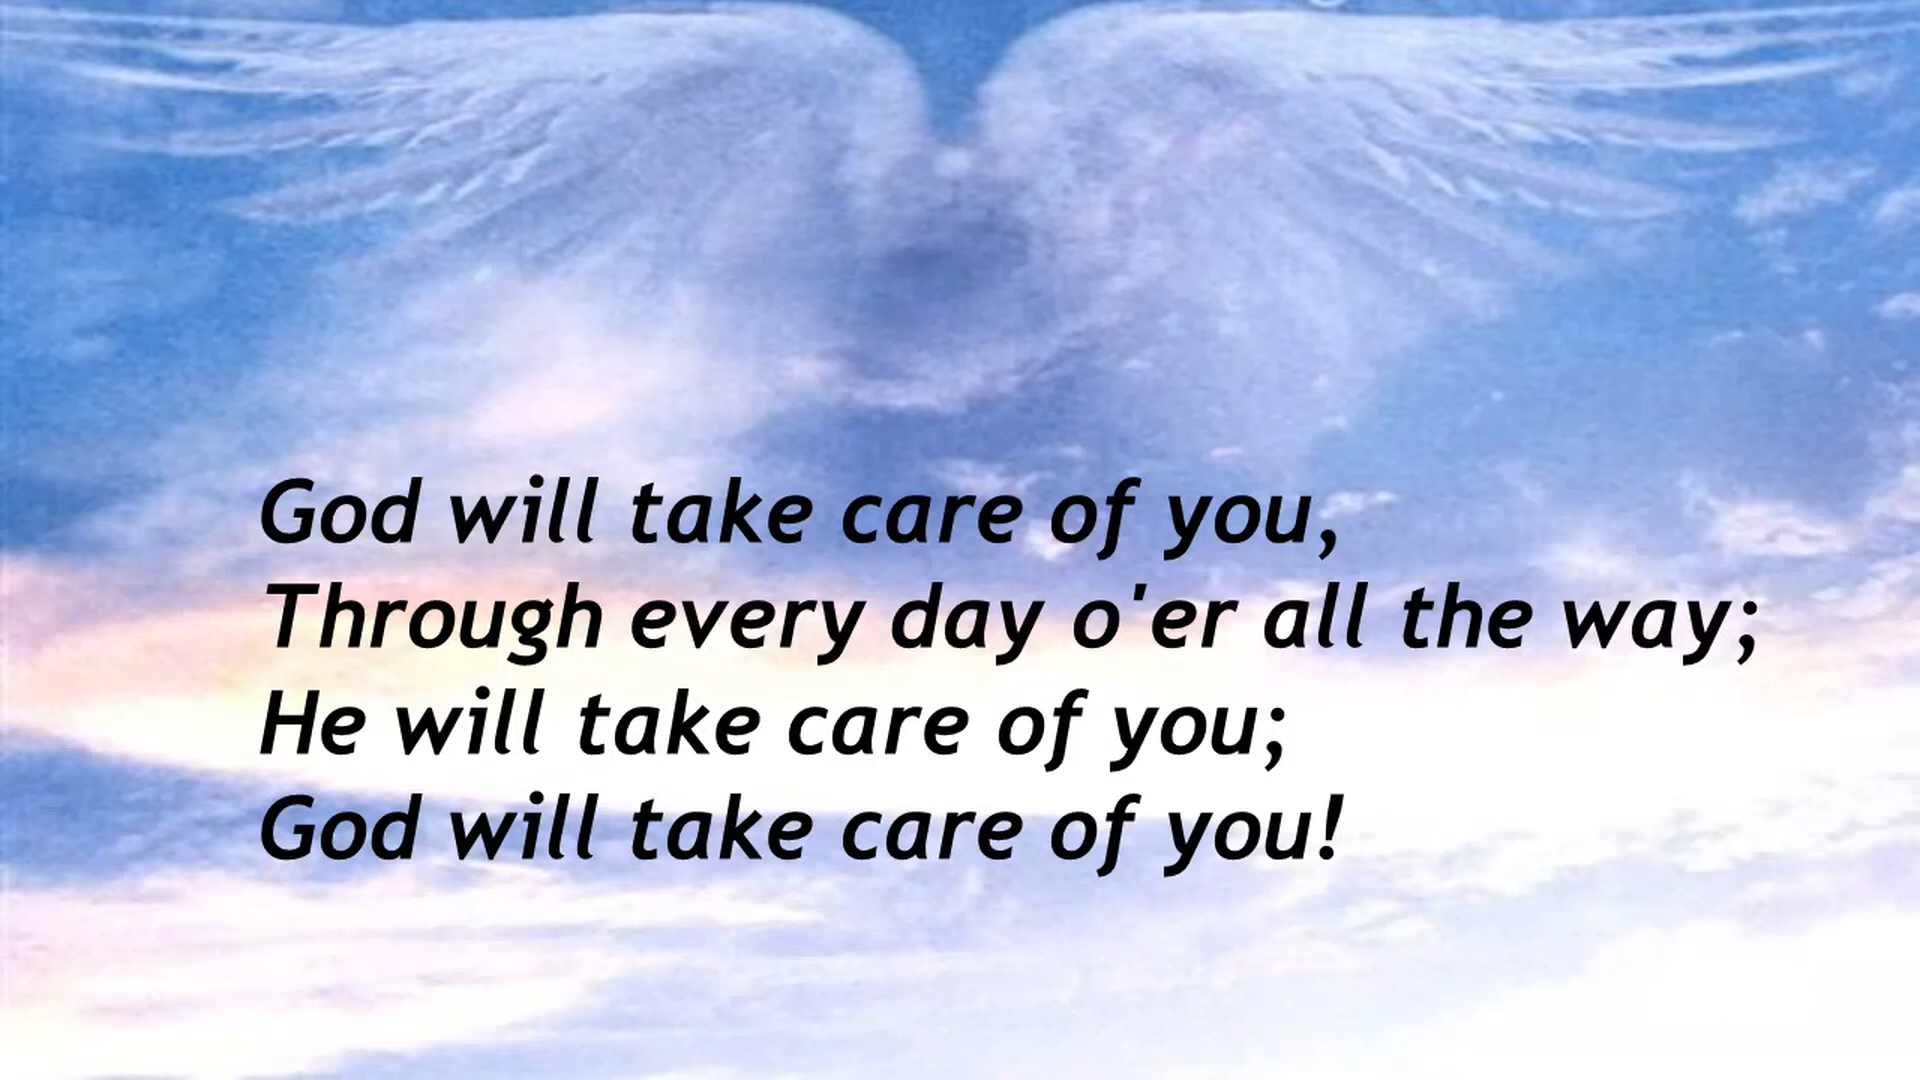 God will take care of you,
Through every day o'er all the way;
He will take care of you;
God will take care of you!